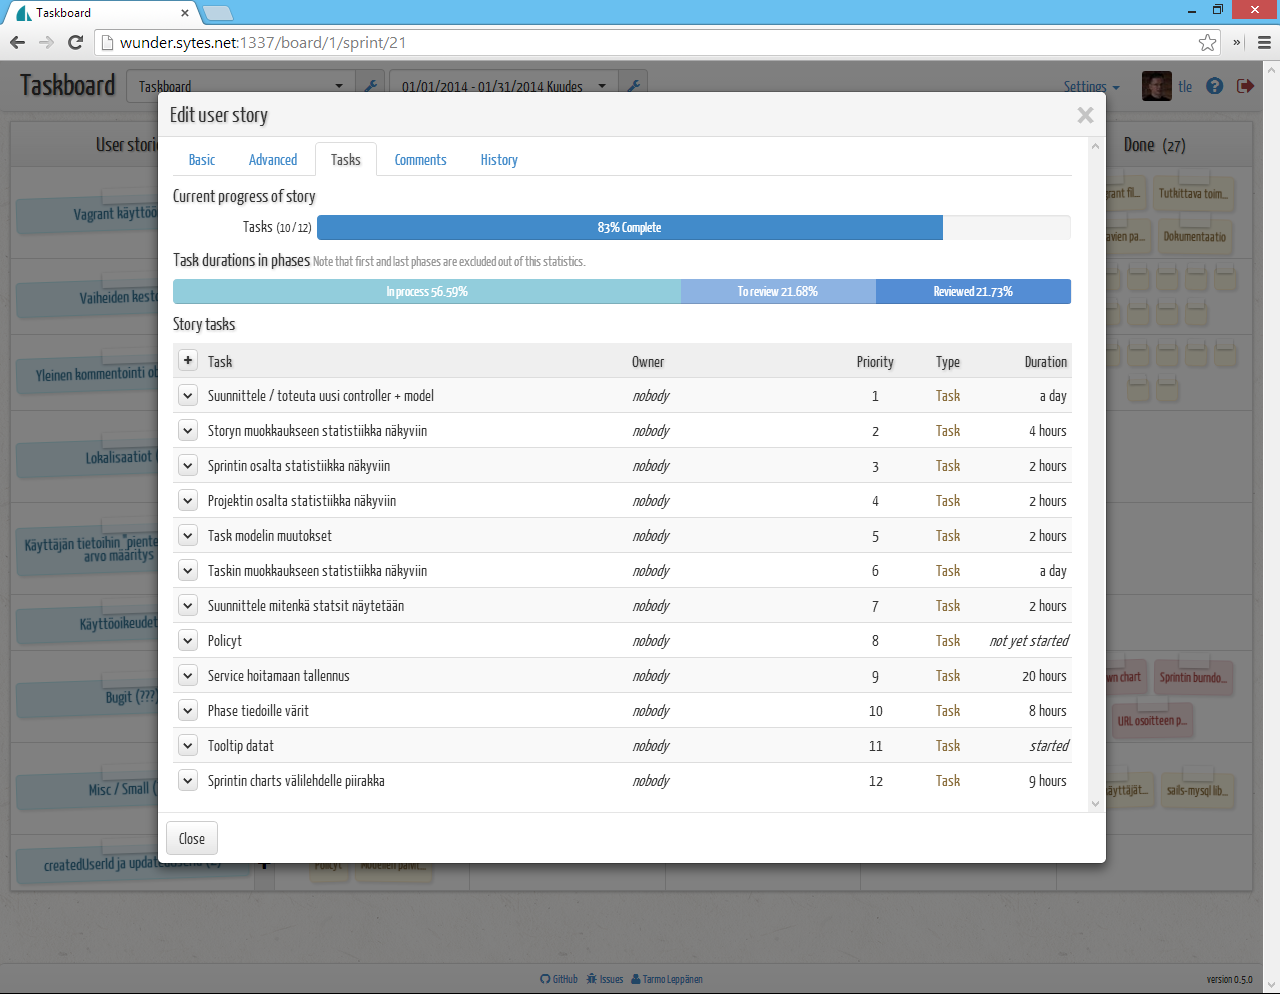 Taskboard
wunder.sytes.net:1337/board/1/sprint/21
»
Taskboard
Taskboard
01/01/2014 - 01/31/2014 Kuudes
Settings
tle
Edit user story
×
Basic
Advanced
Tasks
Comments
History
Current progress of story
Tasks (10 / 12)
83% Complete
Task durations in phases Note that first and last phases are excluded out of this statistics.
In process 56.59%
To review 21.68%
Reviewed 21.73%
Story tasks
+ Task Owner Priority Type Duration
Suunnittele / toteuta uusi controller + model nobody 1 Task a day
Storyn muokkaukseen statistiikka näkyviin nobody 2 Task 4 hours
Sprintin osalta statistiikka näkyviin nobody 3 Task 2 hours
Projektin osalta statistiikka näkyviin nobody 4 Task 2 hours
Task modelin muutokset nobody 5 Task 2 hours
Taskin muokkaukseen statistiikka näkyviin nobody 6 Task a day
Suunnittele mitenkä statsit näytetään nobody 7 Task 2 hours
Policyt nobody 8 Task not yet started
Service hoitamaan tallennus nobody 9 Task 20 hours
Phase tiedoille värit nobody 10 Task 8 hours
Tooltip datat nobody 11 Task started
Sprintin charts välilehdelle piirakka nobody 12 Task 9 hours
Close
User stori
Vagrant käyttöö
Vaiheiden kest
Yleinen kommentointi ob
Lokalisaatiot (
Käyttäjän tietoihin "piente
arvo määritys
Käyttöoikeudet
Bugit (???)
Misc / Small (
createdUserId ja updatedUserId
Policyt
Done (27)
grant fil...
Tutkittava toim...
avien pa...
Dokumentaatio
wn chart
Sprintin burndo...
URL osoitteen p...
äyttäjät...
sails-mysql lib...
GitHub Issues Tarmo Leppänen
version 0.5.0